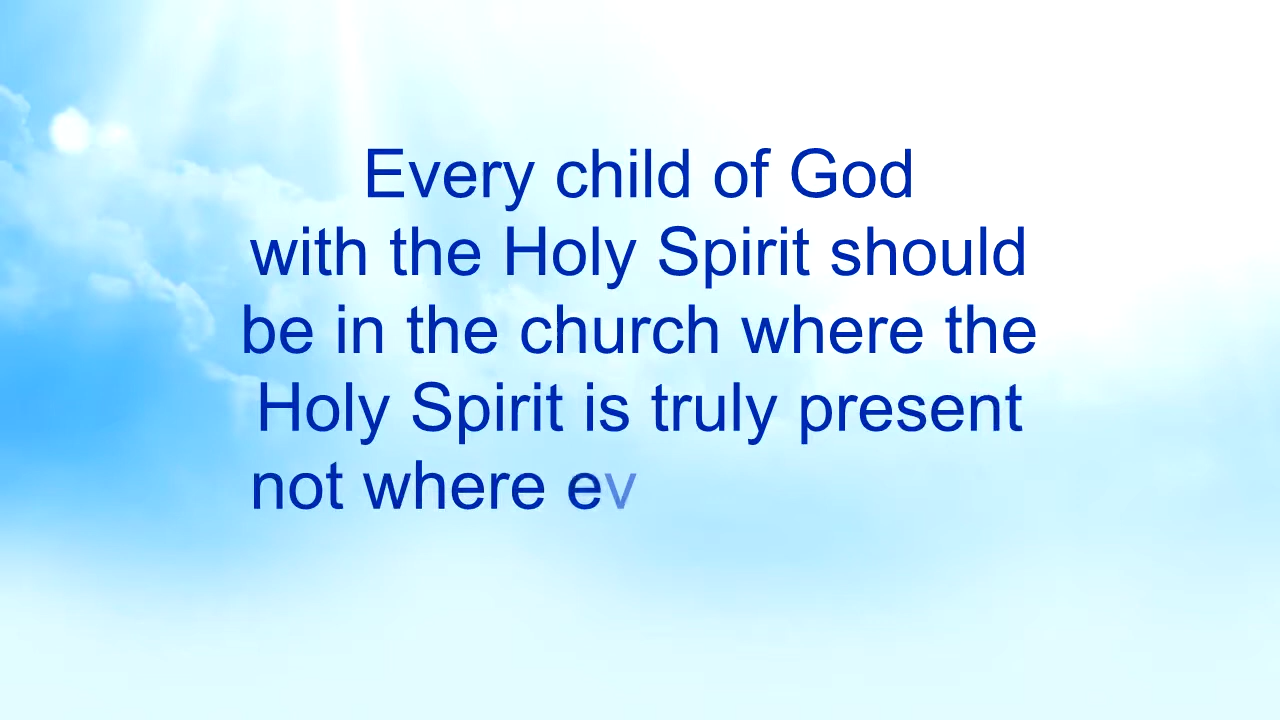 Every child of God
with the Holy Spirit should
be in the church where the
Holy Spirit is truly present
not where ev